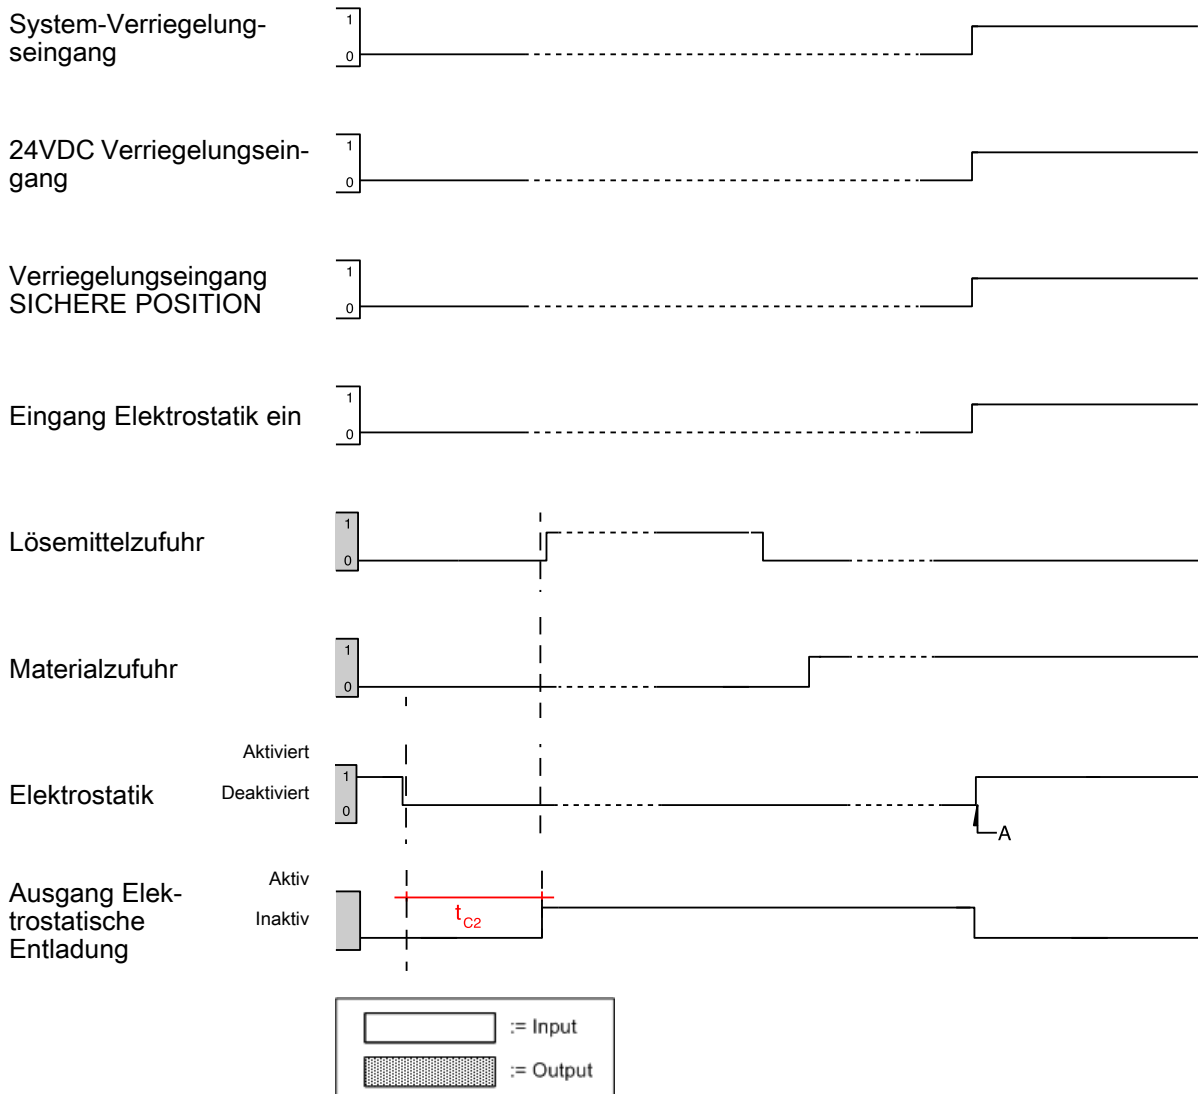 System-Verriegelung-
seingang
1
0
24VDC Verriegelungsein-
gang
1
0
Verriegelungseingang
SICHERE POSITION
1
0
Eingang Elektrostatik ein
1
0
Lösemittelzufuhr
1
0
Materialzufuhr
1
0
Elektrostatik
Aktiviert
Deaktiviert
1
0
A
Ausgang Elek-
trostatische
Entladung
Aktiv
Inaktiv
tC2
:= Input
:= Output